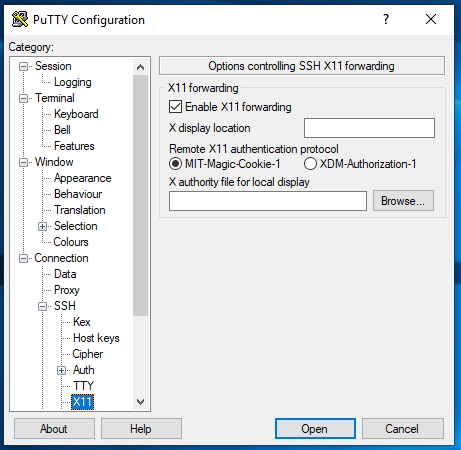 PuTTY Configuration
?
Category:
Session
Logging
Terminal
Keyboard
Bell
Features
Window
Appearance
Behaviour
Translation
Selection
Colours
Connection
Data
Proxy
SSH
Kex
Host keys
Cipher
Auth
TTY
X11
Options controlling SSH X11 forwarding
X11 forwarding
Enable X11 forwarding
X display location
Remote X11 authentication protocol
MIT-Magic-Cookie-1 XDM-Authorization-1
X authority file for local display
Browse...
About Help Open Cancel